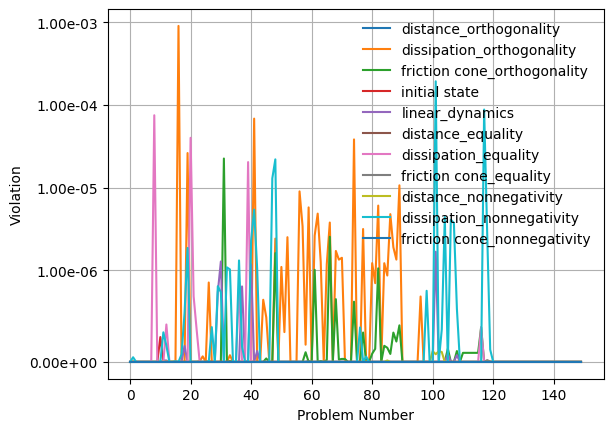 1.00e-03
1.00e-04
1.00e-05
1.00e-06
0.00e+00
Violation
distance_orthogonality
dissipation_orthogonality
friction cone_orthogonality
initial state
linear_dynamics
distance_equality
dissipation_equality
friction cone_equality
distance_nonnegativity
dissipation_nonnegativity
friction cone_nonnegativity
0 20 40 60 80 100 120 140
Problem Number